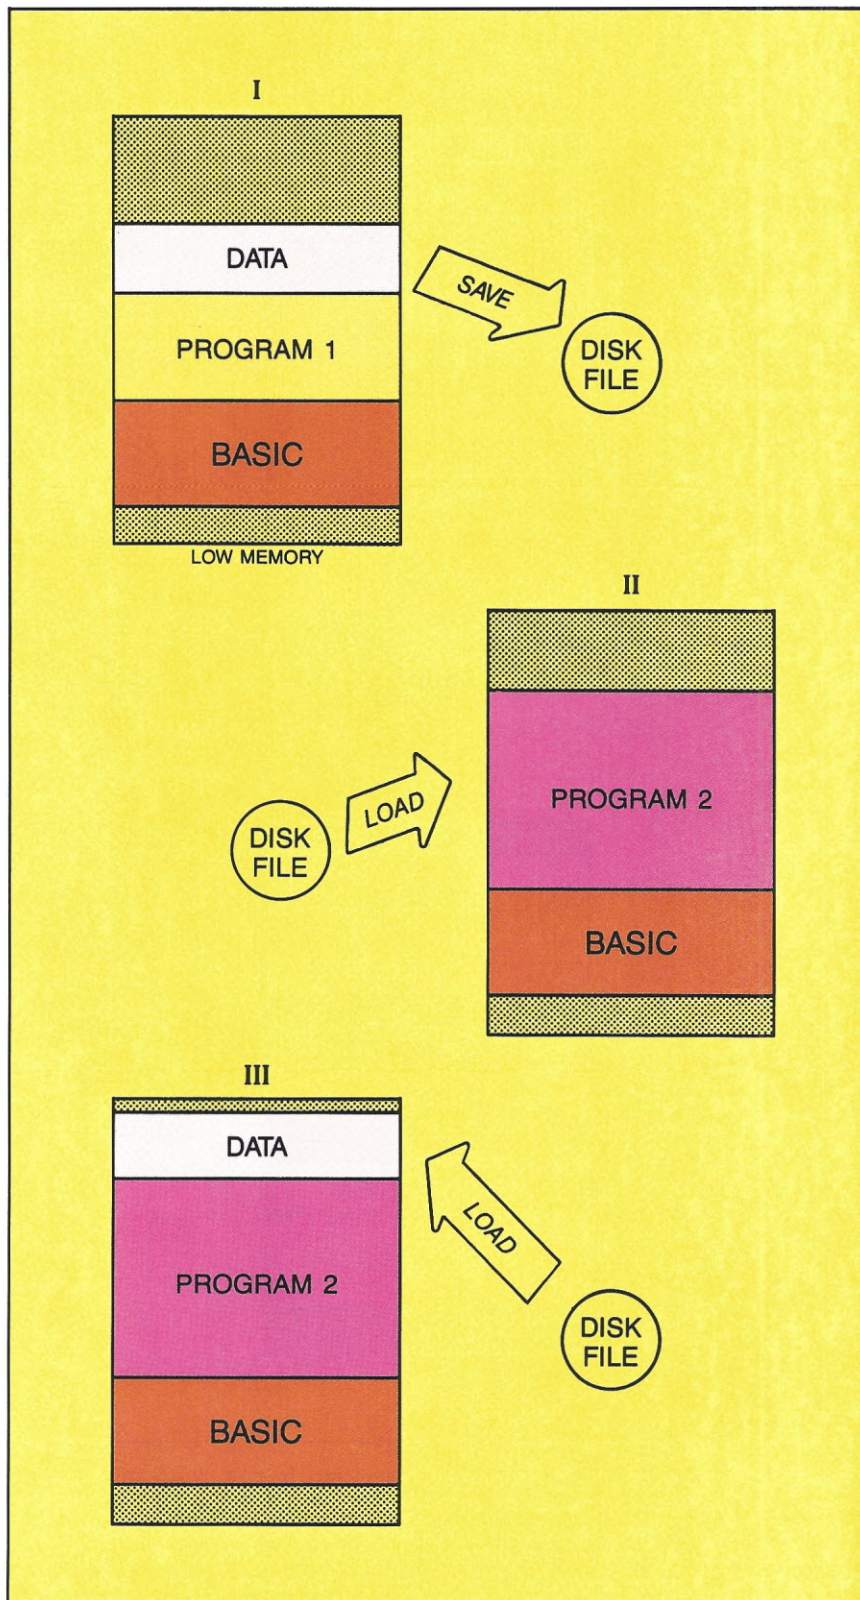 I
DATA
SAVE
PROGRAM 1
DISK
FILE
BASIC
LOW MEMORY
II
PROGRAM 2
LOAD
DISK
FILE
BASIC
III
DATA
LOAD
PROGRAM 2
DISK
FILE
BASIC